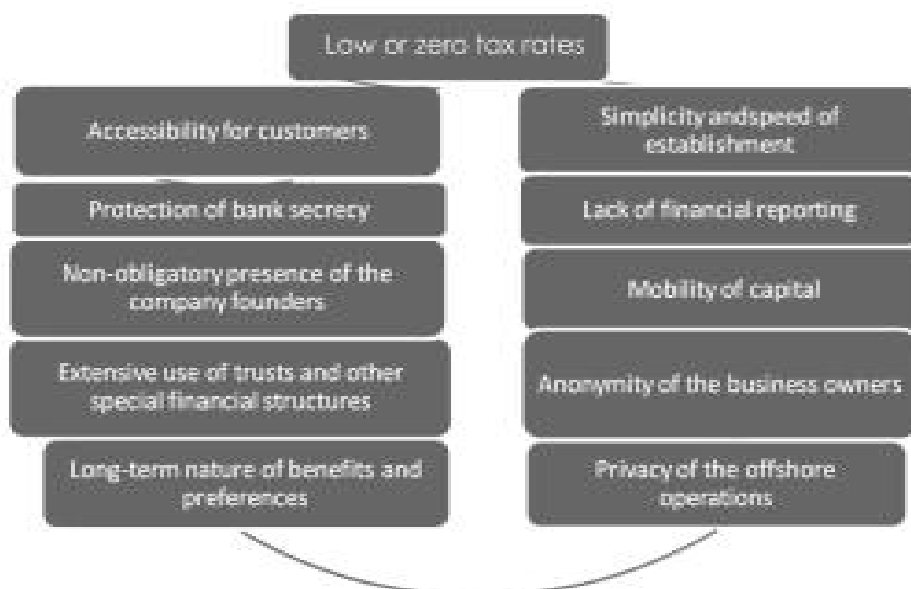 Low or zero tax rates
Accessibility for customers
Protection of bank secrecy
Non-obligatory presence of the
company founders
Extensive use of trusts and other
special financial structures
Long-term nature of benefits and
preferences
Simplicity andspeed of
establishment
Lack of financial reporting
Mobility of capital
Anonymity of the business owners
Privacy of the offshore
operations